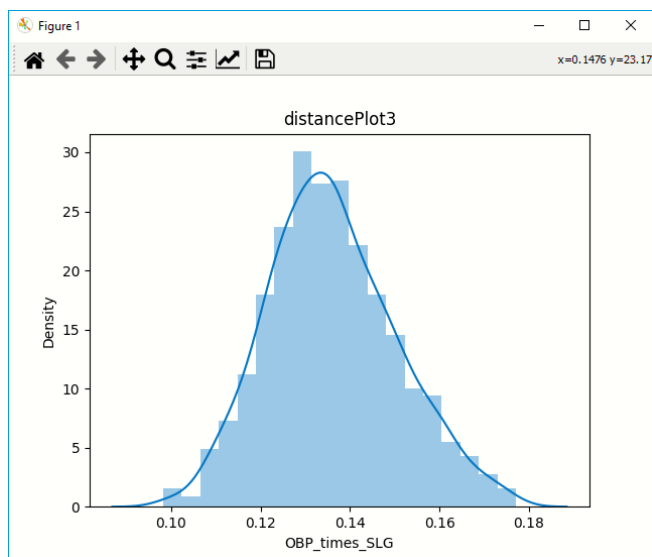 Figure 1
x=0.1476 y=23.17
distancePlot3
30
25
20
15
10
5
0
Density
0.10 0.12 0.14 0.16 0.18
OBP_times_SLG